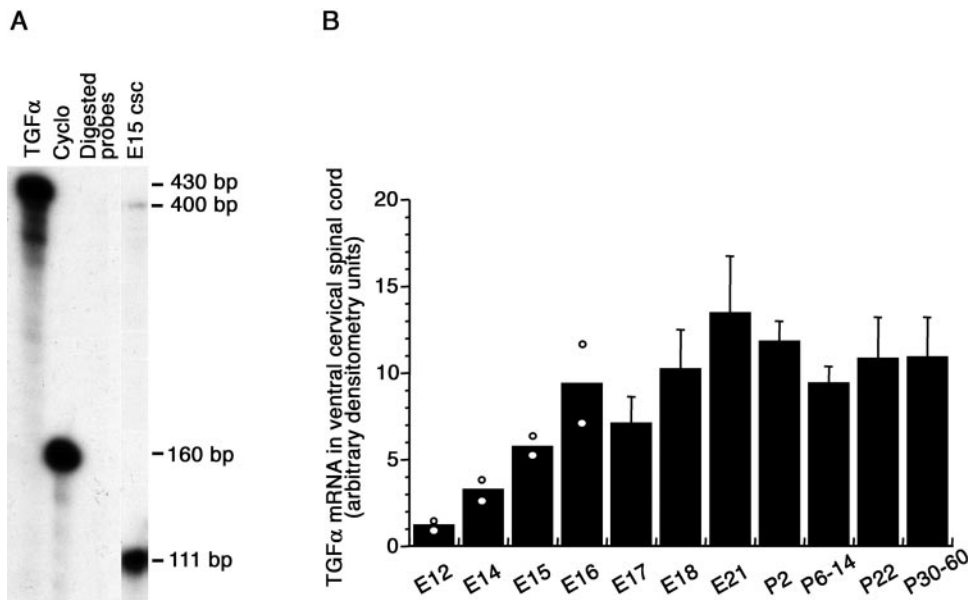 A
TGFα
Cyclo
Digested
probes
E15 csc
430 bp
400 bp
160 bp
111 bp
B
TGFα mRNA in ventral cervical spinal cord
(arbitrary densitometry units)
20
15
10
5
0
E12
E14
E15
E16
E17
E18
E21
P2
P6-14
P22
P30-60